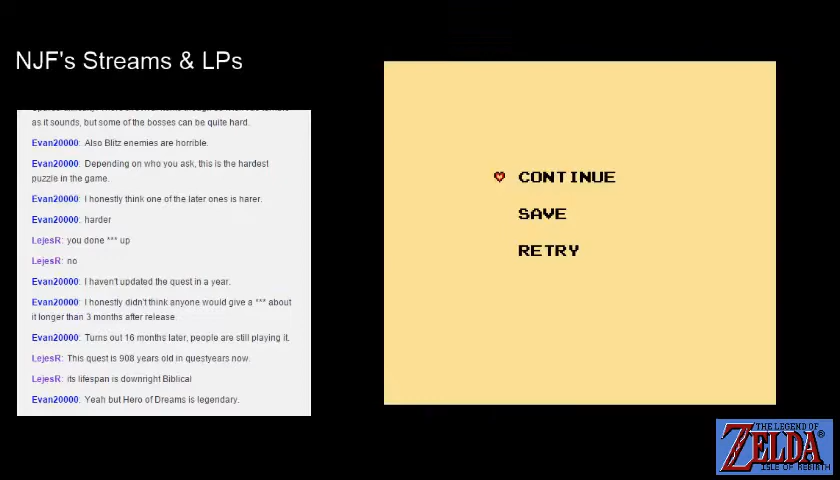 NJF's Streams & LPs
as it sounds, but some of the bosses can be quite hard.
Evan20000: Also Blitz enemies are horrible.
Evan20000: Depending on who you ask, this is the hardest
puzzle in the game.
Evan20000: I honestly think one of the later ones is harer.
Evan20000: harder
LejesR: you done *** up
LejesR: no
Evan20000: I haven't updated the quest in a year.
Evan20000: I honestly didn't think anyone would give a *** about
it longer than 3 months after release.
Evan20000: Turns out 16 months later, people are still playing it.
LejesR: This quest is 908 years old in questyears now.
LejesR: its lifespan is downright Biblical
Evan20000: Yeah but Hero of Dreams is legendary.
CONTINUE
SAVE
RETRY
THE LEGEND OF
ZELDA®
ISLE OF REBIRTH